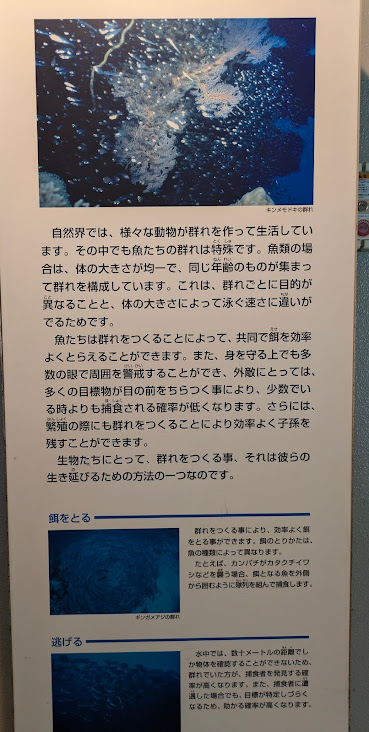 キンメモドキの群れ
自然界では、様々な動物が群れを作って生活してい
ます。その中でも魚たちの群れは特殊です。魚類の場
合は、体の大きさが均一で、同じ年齢のものが集まっ
て群れを構成しています。これは、群れごとに目的が
異なることと、体の大きさによって泳ぐ速さに違いが
でるためです。
魚たちは群れをつくることによって、共同で餌を効率
よくとらえることができます。また、身を守る上でも多
数の眼で周囲を警戒することができ、外敵にとっては、
多くの目標物が目の前をちらつく事により、少数でい
る時よりも捕食される確率が低くなります。さらには、
繁殖の際にも群れをつくることにより効率よく子孫を
残すことができます。
生物たちにとって、群れをつくる事、それは彼らの
生き延びるための方法の一つなのです。
餌をとる
群れをつくる事により、効率よく餌
をとる事ができます。餌のとりかたは、
魚の種類によって異なります。
たとえば、カンパチがカタクチイワ
シなどを襲う場合、餌となる魚を外側
から囲むように隊列を組んで捕食します。
ギンガメアジの群れ
逃げる
水中では、数十メートルの距離でし
か物体を確認することができないため、
群れていた方が、捕食者を発見する確
率が高くなります。また、捕食者に遭
遇した場合でも、目標が特定しづらく
なるため、助かる確率が高くなります。